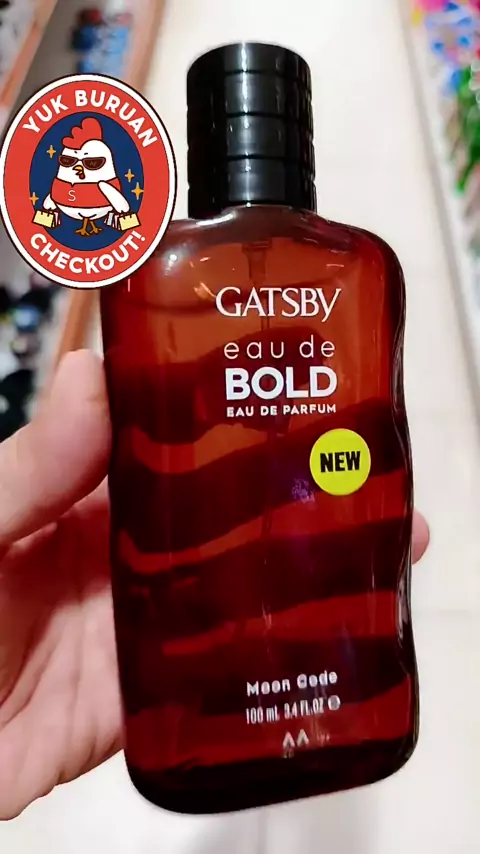 YUK BURUAN
S
CHECKOUT!
GATSBY
eau de
BOLD
EAU DE PARFUM
NEW
Moon Code
100 mL 3.4 FL.OZ